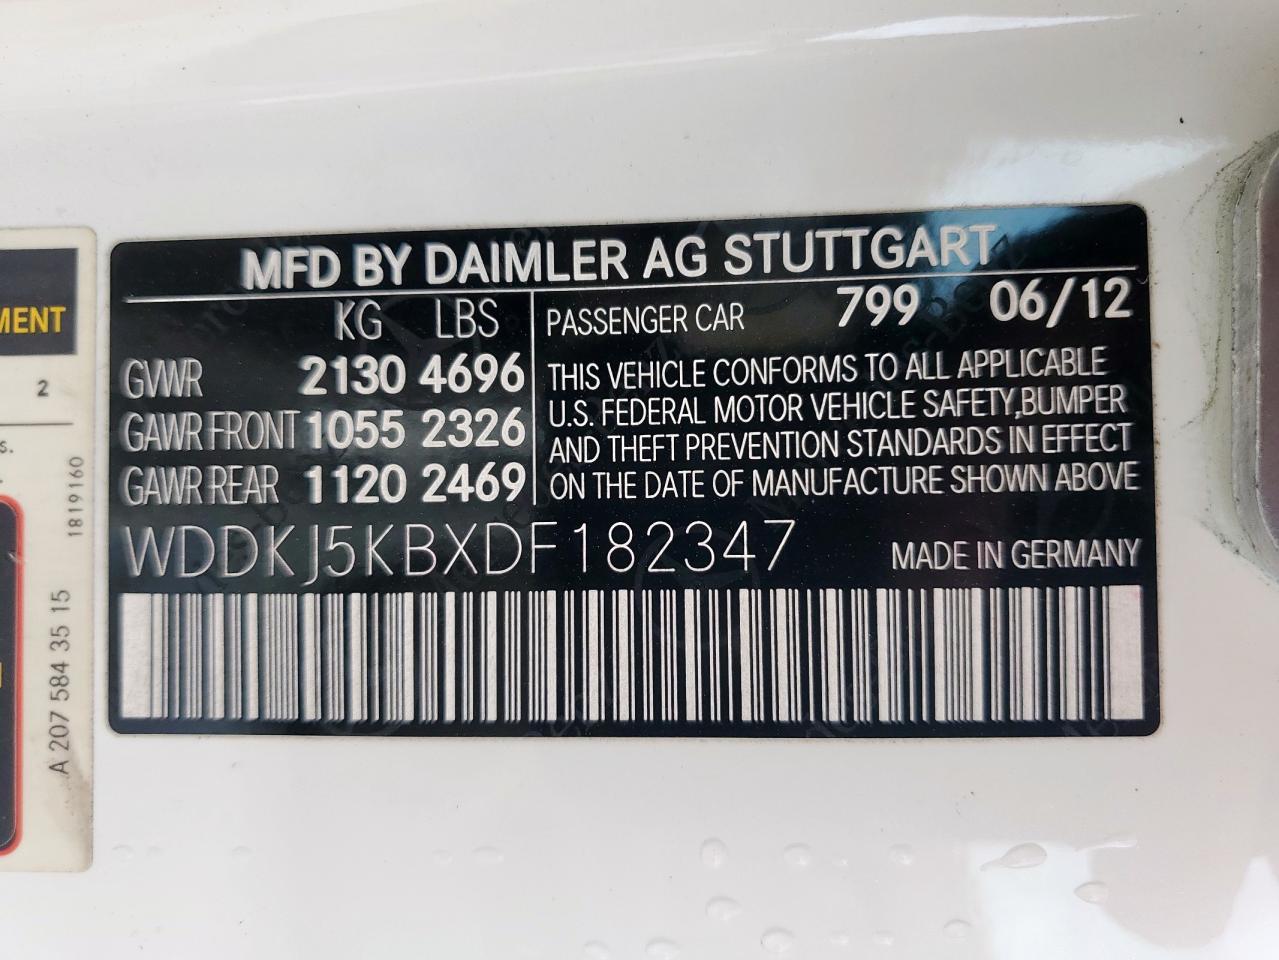 MFD BY DAIMLER AG STUTTGART
KG LBS
GVWR 2130 4696
GAWR FRONT 1055 2326
GAWR REAR 1120 2469
PASSENGER CAR 799 06/12
THIS VEHICLE CONFORMS TO ALL APPLICABLE
U.S. FEDERAL MOTOR VEHICLE SAFETY,BUMPER
AND THEFT PREVENTION STANDARDS IN EFFECT
ON THE DATE OF MANUFACTURE SHOWN ABOVE
WDDKJ5KBXDF182347
MADE IN GERMANY
MENT
2
s.
1819160
A 207 584 35 15